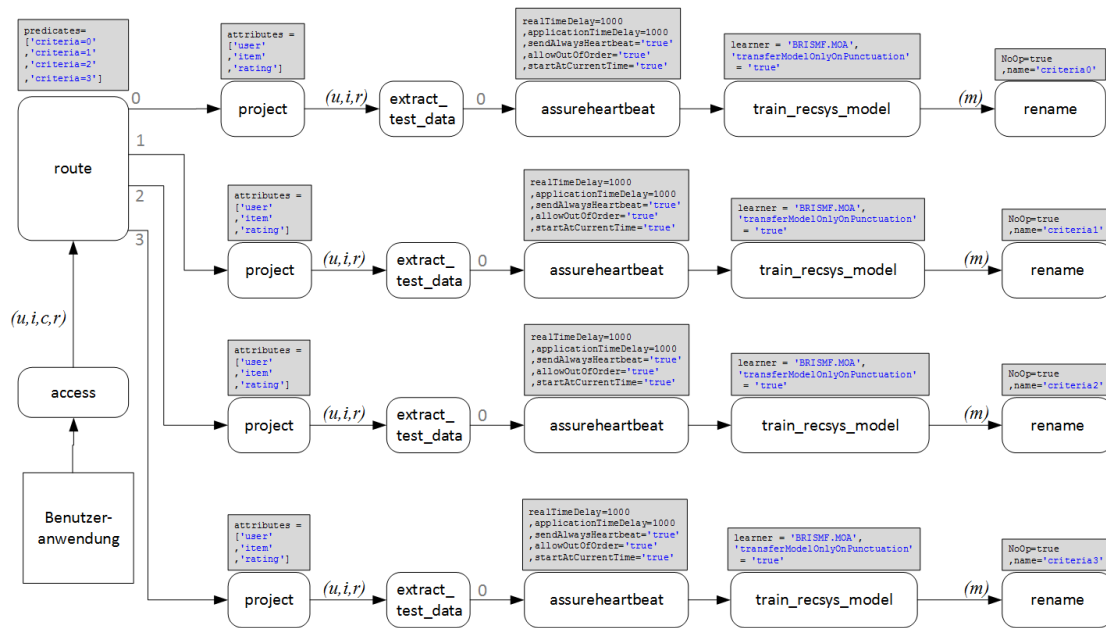 predicates=
['criteria=0'
,'criteria=1'
,'criteria=2'
,'criteria=3']
route
0
1
2
3
(u,i,c,r)
access
Benutzer-
anwendung
attributes =
['user'
,'item'
,'rating']
project
(u,i,r)
extract_
test_data
0
realTimeDelay=1000
,applicationTimeDelay=1000
,sendAlwaysHeartbeat='true'
,allowOutOfOrder='true'
,startAtCurrentTime='true'
assureheartbeat
learner = 'BRISMF.MOA',
'transferModelOnlyOnPunctuation'
= 'true'
train_recsys_model
(m)
NoOp=true
,name='criteria0'
rename
attributes =
['user'
,'item'
,'rating']
project
(u,i,r)
extract_
test_data
0
realTimeDelay=1000
,applicationTimeDelay=1000
,sendAlwaysHeartbeat='true'
,allowOutOfOrder='true'
,startAtCurrentTime='true'
assureheartbeat
learner = 'BRISMF.MOA',
'transferModelOnlyOnPunctuation'
= 'true'
train_recsys_model
(m)
NoOp=true
,name='criteria1'
rename
attributes =
['user'
,'item'
,'rating']
project
(u,i,r)
extract_
test_data
0
realTimeDelay=1000
,applicationTimeDelay=1000
,sendAlwaysHeartbeat='true'
,allowOutOfOrder='true'
,startAtCurrentTime='true'
assureheartbeat
learner = 'BRISMF.MOA',
'transferModelOnlyOnPunctuation'
= 'true'
train_recsys_model
(m)
NoOp=true
,name='criteria2'
rename
attributes =
['user'
,'item'
,'rating']
project
(u,i,r)
extract_
test_data
0
realTimeDelay=1000
,applicationTimeDelay=1000
,sendAlwaysHeartbeat='true'
,allowOutOfOrder='true'
,startAtCurrentTime='true'
assureheartbeat
learner = 'BRISMF.MOA',
'transferModelOnlyOnPunctuation'
= 'true'
train_recsys_model
(m)
NoOp=true
,name='criteria3'
rename